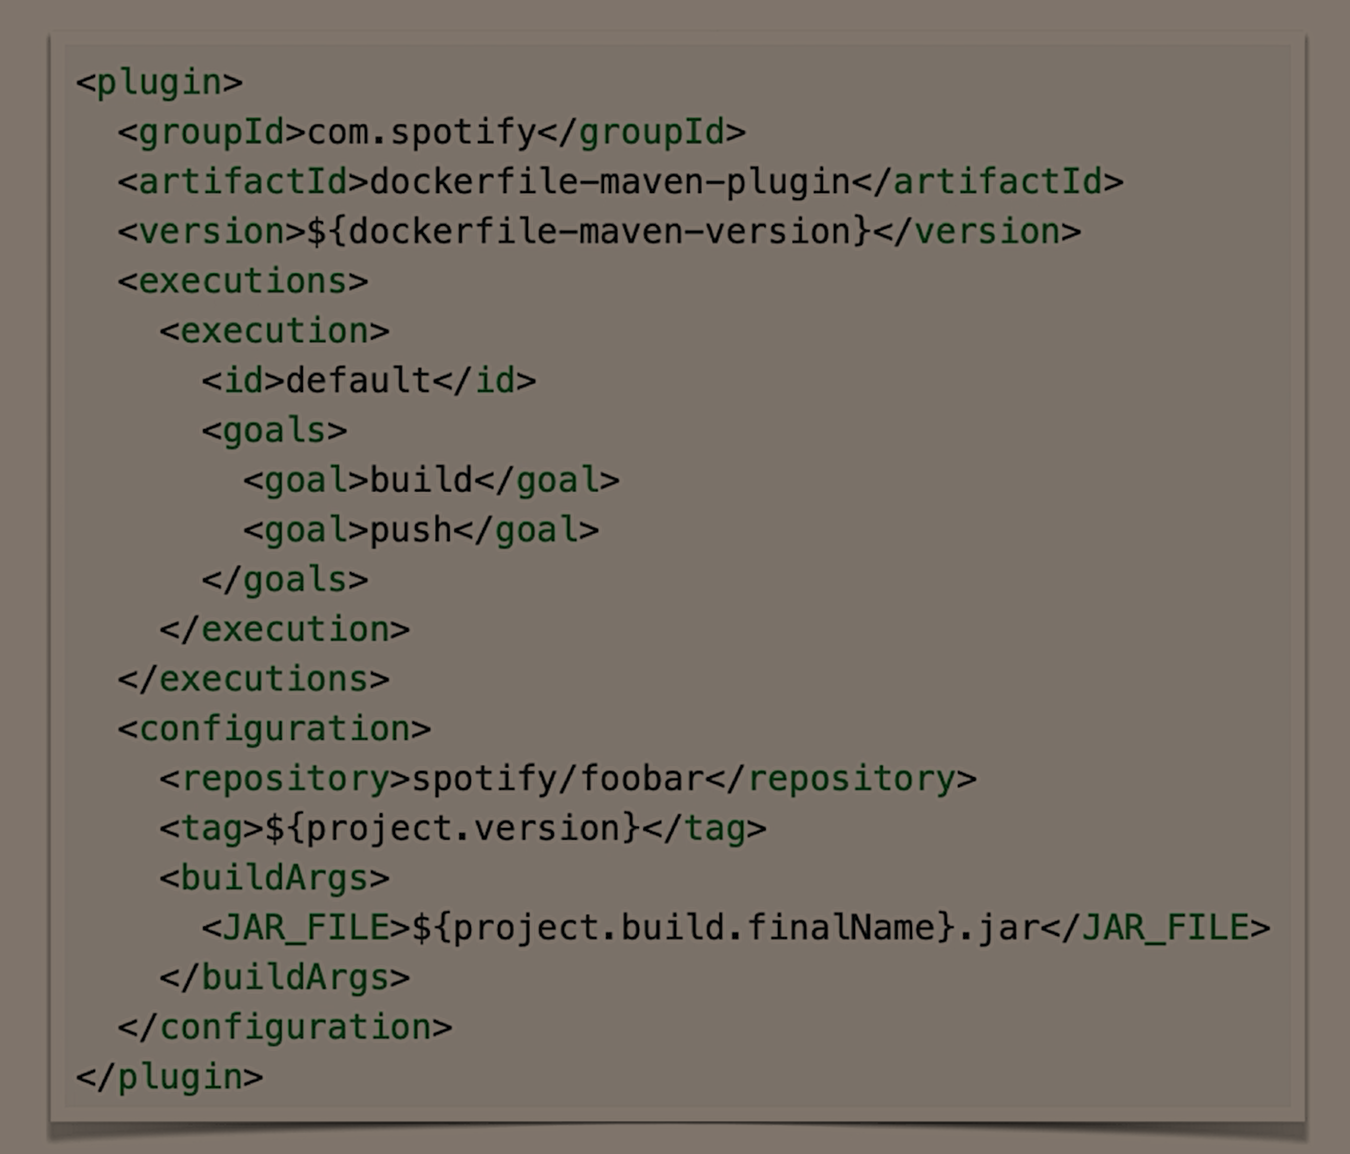 <plugin>
  <groupId>com.spotify</groupId>
  <artifactId>dockerfile-maven-plugin</artifactId>
  <version>${dockerfile-maven-version}</version>
  <executions>
    <execution>
      <id>default</id>
      <goals>
        <goal>build</goal>
        <goal>push</goal>
      </goals>
    </execution>
  </executions>
  <configuration>
    <repository>spotify/foobar</repository>
    <tag>${project.version}</tag>
    <buildArgs>
      <JAR_FILE>${project.build.finalName}.jar</JAR_FILE>
    </buildArgs>
  </configuration>
</plugin>